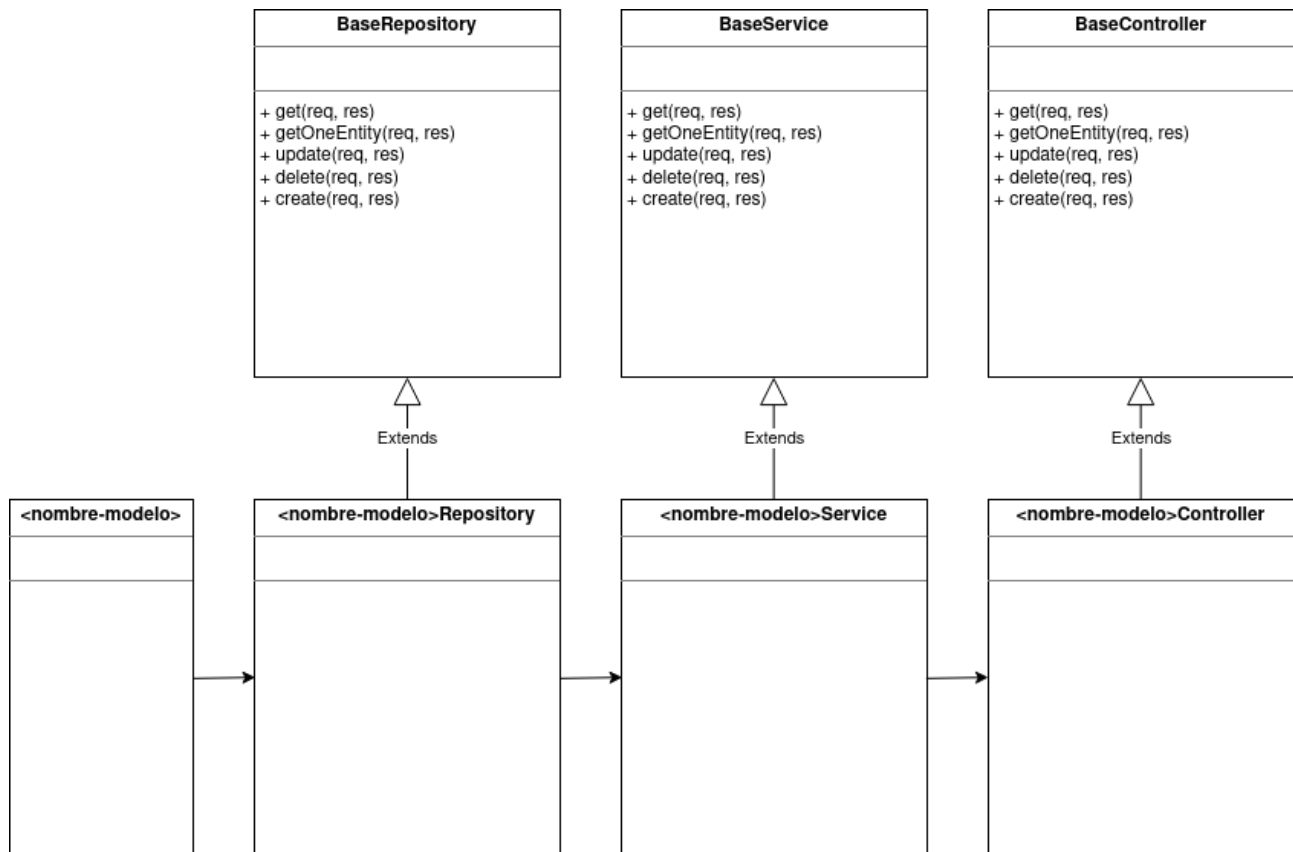 BaseRepository
+ get(req, res)
+ getOneEntity(req, res)
+ update(req, res)
+ delete(req, res)
+ create(req, res)
BaseService
+ get(req, res)
+ getOneEntity(req, res)
+ update(req, res)
+ delete(req, res)
+ create(req, res)
BaseController
+ get(req, res)
+ getOneEntity(req, res)
+ update(req, res)
+ delete(req, res)
+ create(req, res)
Extends
Extends
Extends
<nombre-modelo>
<nombre-modelo>Repository
<nombre-modelo>Service
<nombre-modelo>Controller